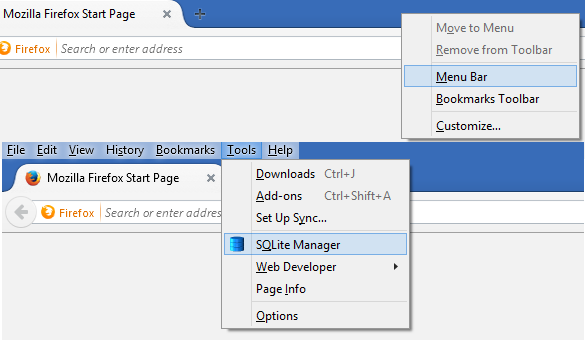 Mozilla Firefox Start Page
Firefox Search or enter address
Move to Menu
Remove from Toolbar
Menu Bar
Bookmarks Toolbar
Customize...
File Edit View History Bookmarks Tools Help
Mozilla Firefox Start Page
Firefox Search or enter address
Downloads Ctrl+J
Add-ons Ctrl+Shift+A
Set Up Sync...
SQLite Manager
Web Developer
Page Info
Options